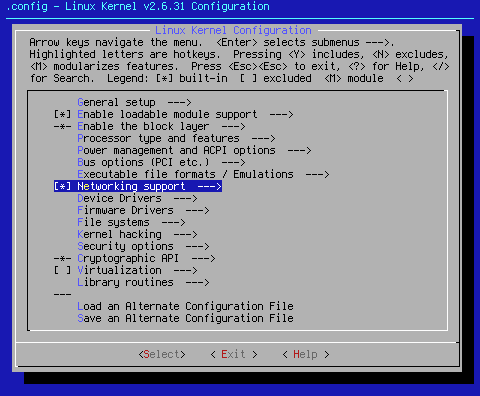 .config - Linux Kernel v2.6.31 Configuration
Linux Kernel Configuration
Arrow keys navigate the menu.  <Enter> selects submenus --->.
Highlighted letters are hotkeys.  Pressing <Y> includes, <N> excludes,
<M> modularizes features.  Press <Esc><Esc> to exit, <?> for Help, </>
for Search.  Legend: [*] built-in  [ ] excluded  <M> module  < >
General setup  --->
[*] Enable loadable module support  --->
-*- Enable the block layer  --->
Processor type and features  --->
Power management and ACPI options  --->
Bus options (PCI etc.)  --->
Executable file formats / Emulations  --->
[*] Networking support  --->
Device Drivers  --->
Firmware Drivers  --->
File systems  --->
Kernel hacking  --->
Security options  --->
-*- Cryptographic API  --->
[ ] Virtualization  --->
Library routines  --->
---
Load an Alternate Configuration File
Save an Alternate Configuration File
<Select>    < Exit >    < Help >